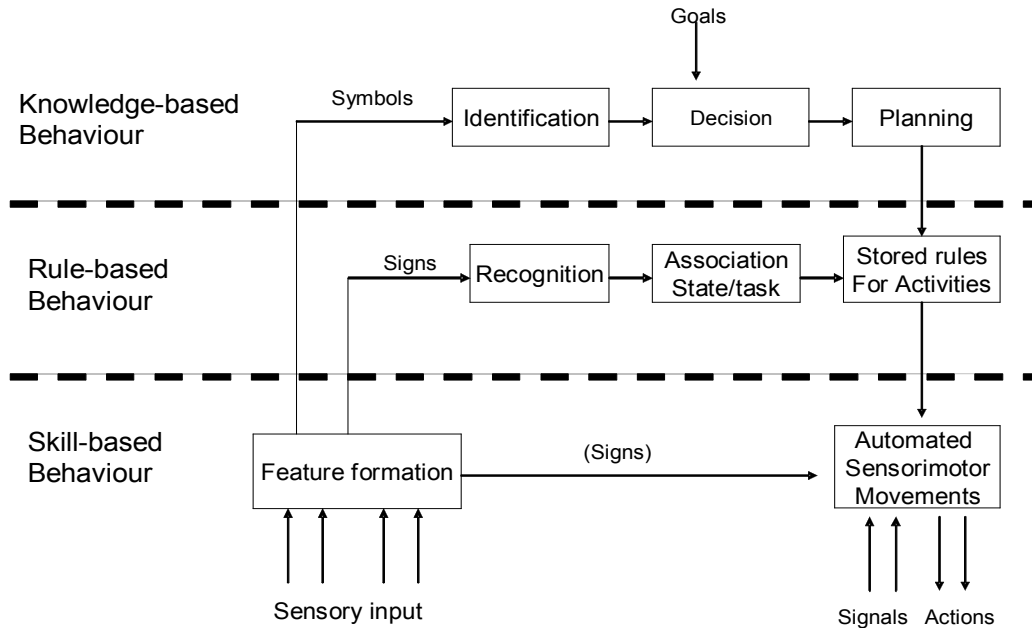 Goals
Knowledge-based
Behaviour
Symbols
Identification
Decision
Planning
Rule-based
Behaviour
Signs
Recognition
Association
State/task
Stored rules
For Activities
Skill-based
Behaviour
Feature formation
(Signs)
Automated
Sensorimotor
Movements
Sensory input
Signals
Actions